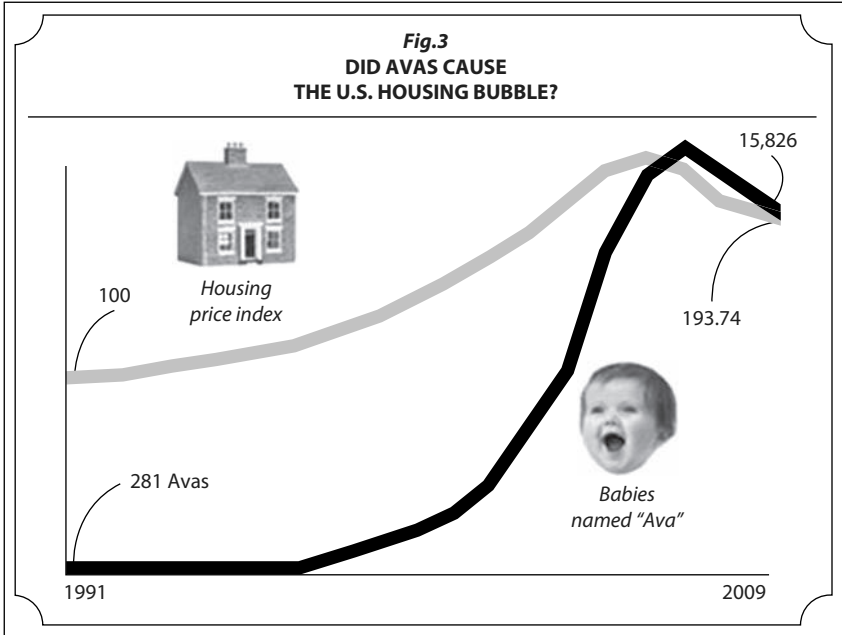 Fig.3
DID AVAS CAUSE
THE U.S. HOUSING BUBBLE?
15,826
100
Housing
price index
193.74
281 Avas
Babies
named “Ava”
1991
2009